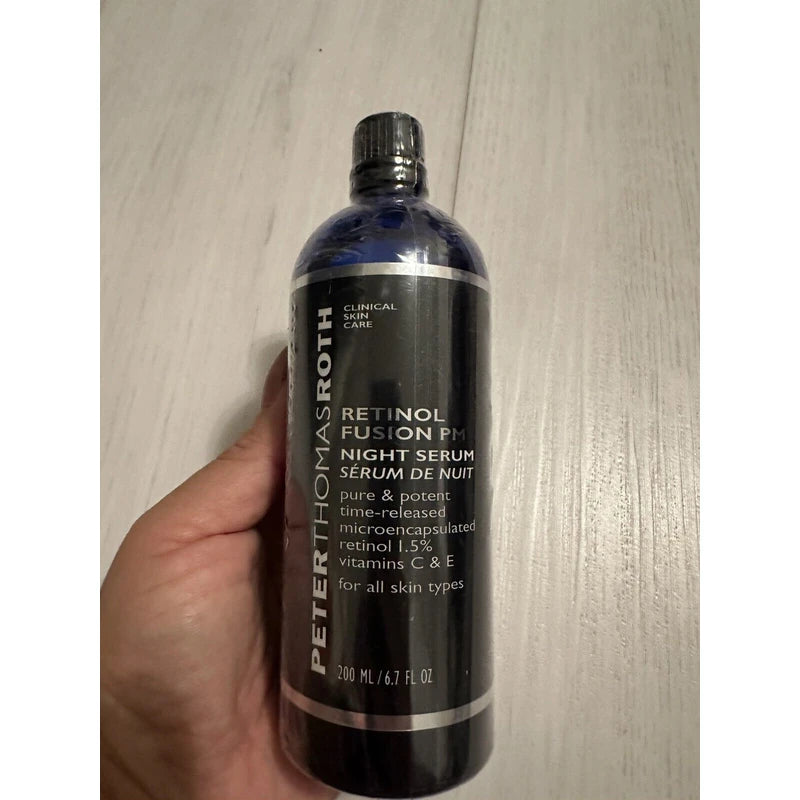 PETERTHOMASROTH
CLINICAL
SKIN
CARE
RETINOL
FUSION PM
NIGHT SERUM
SÉRUM DE NUIT
pure & potent
time-released
microencapsulated
retinol 1.5%
vitamins C & E
for all skin types
200 ML / 6.7 FL OZ